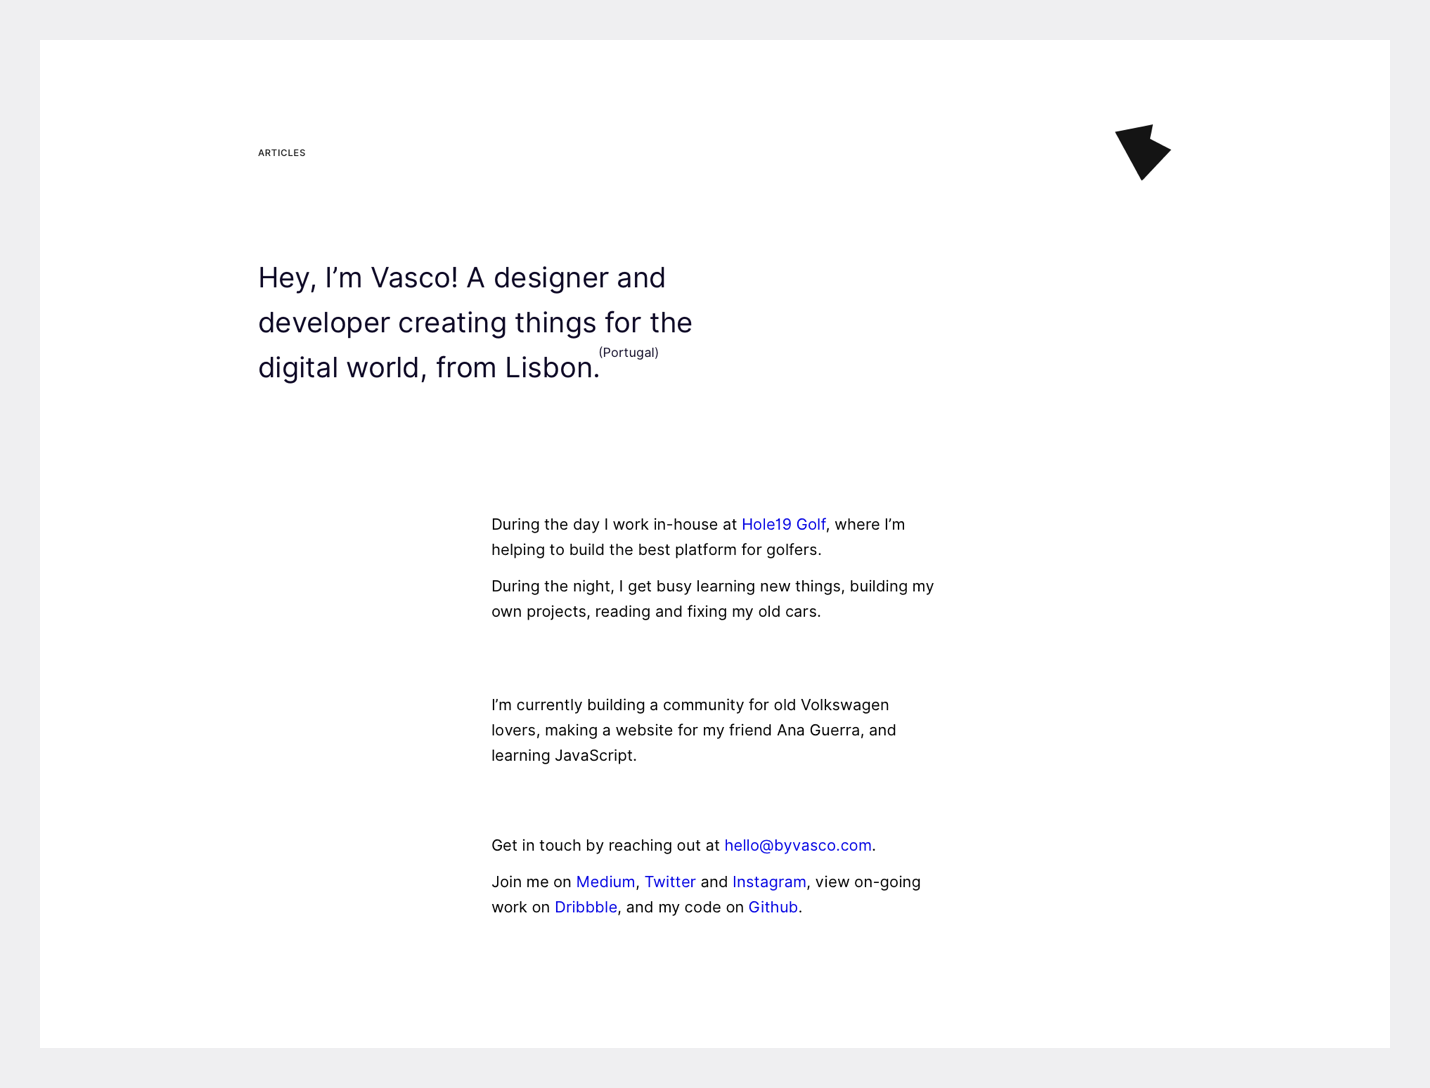 ARTICLES
Hey, I’m Vasco! A designer and
developer creating things for the
digital world, from Lisbon. (Portugal)
During the day I work in-house at Hole19 Golf, where I’m
helping to build the best platform for golfers.
During the night, I get busy learning new things, building my
own projects, reading and fixing my old cars.
I’m currently building a community for old Volkswagen
lovers, making a website for my friend Ana Guerra, and
learning JavaScript.
Get in touch by reaching out at hello@byvasco.com.
Join me on Medium, Twitter and Instagram, view on-going
work on Dribbble, and my code on Github.